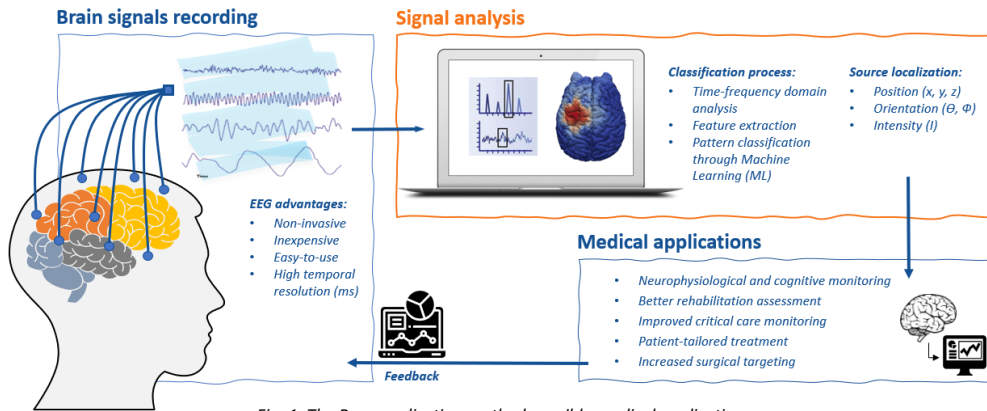 Brain signals recording
Time
EEG advantages:
• Non-invasive
• Inexpensive
• Easy-to-use
• High temporal
resolution (ms)
Signal analysis
Classification process:
• Time-frequency domain
analysis
• Feature extraction
• Pattern classification
through Machine
Learning (ML)
Source localization:
• Position (x, y, z)
• Orientation (Θ, Φ)
• Intensity (I)
Medical applications
• Neurophysiological and cognitive monitoring
• Better rehabilitation assessment
• Improved critical care monitoring
• Patient-tailored treatment
• Increased surgical targeting
Feedback